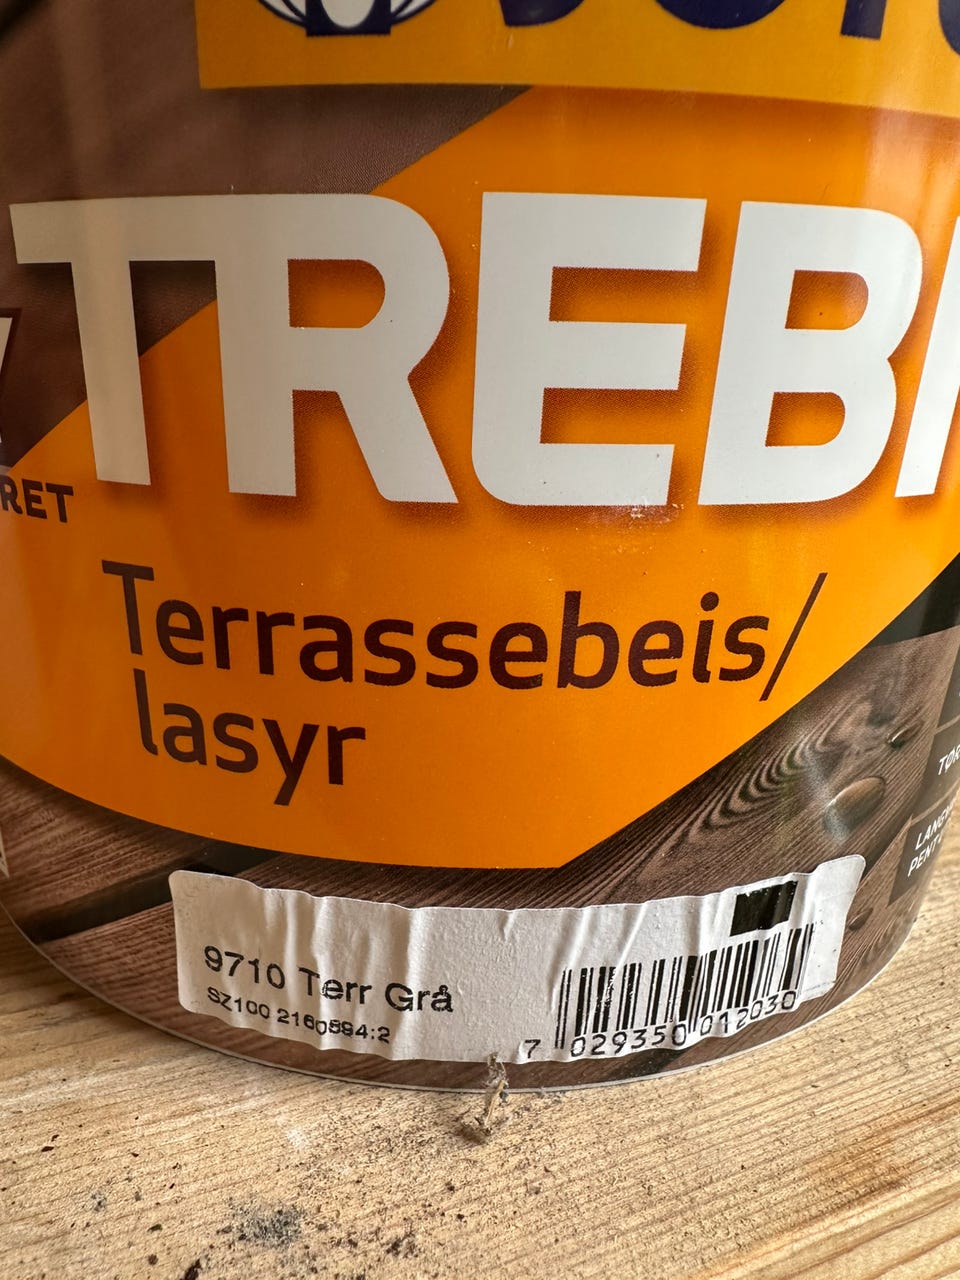 TREBI
RET
Terrassebeis/
lasyr
9710 Terr Grå
SZ100 2160594:2
7 029350 012030